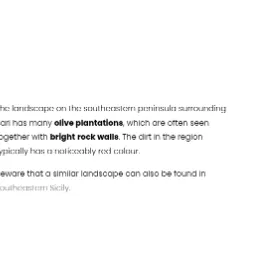 he landscape on the southeastern peninsula surrounding
ari has many olive plantations, which are often seen
ogether with bright rock walls. The dirt in the region
ypically has a noticeably red colour.
eware that a similar landscape can also be found in
outheastern Sicily.